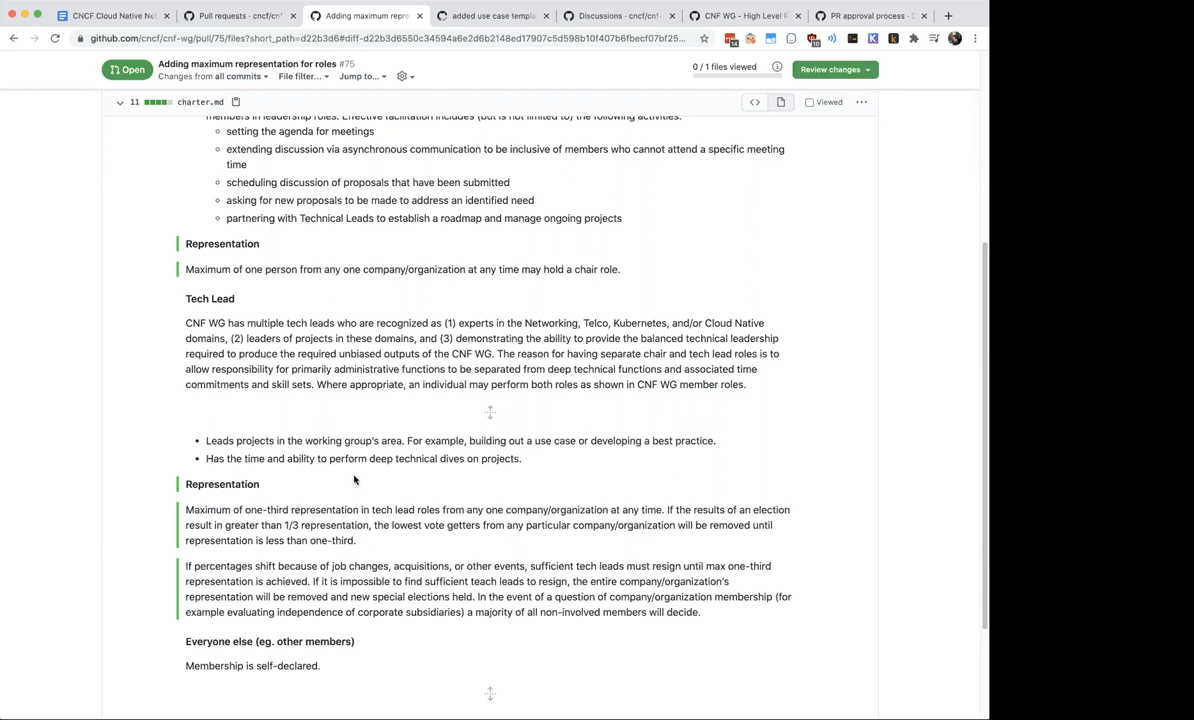 CNCF Cloud Native Net
Pull requests · cncf/cnf
Adding maximum repre
added use case templa
Discussions · cncf/cnf-
CNF WG - High Level F
PR approval process - D
github.com/cncf/cnf-wg/pull/75/files?short_path=d22b3d6#diff-d22b3d6550c34594a6e2d6b2148ed17907c5d598b10f407b6fbecf07bf25...
14
10
Open
Adding maximum representation for roles #75
Changes from all commits
File filter...
Jump to...
0 / 1 files viewed
Review changes
11
charter.md
Viewed
members in leadership roles. Effective facilitation includes (but is not limited to) the following activities:
setting the agenda for meetings
extending discussion via asynchronous communication to be inclusive of members who cannot attend a specific meeting
time
scheduling discussion of proposals that have been submitted
asking for new proposals to be made to address an identified need
partnering with Technical Leads to establish a roadmap and manage ongoing projects
Representation
Maximum of one person from any one company/organization at any time may hold a chair role.
Tech Lead
CNF WG has multiple tech leads who are recognized as (1) experts in the Networking, Telco, Kubernetes, and/or Cloud Native
domains, (2) leaders of projects in these domains, and (3) demonstrating the ability to provide the balanced technical leadership
required to produce the required unbiased outputs of the CNF WG. The reason for having separate chair and tech lead roles is to
allow responsibility for primarily administrative functions to be separated from deep technical functions and associated time
commitments and skill sets. Where appropriate, an individual may perform both roles as shown in CNF WG member roles.
Leads projects in the working group's area. For example, building out a use case or developing a best practice.
Has the time and ability to perform deep technical dives on projects.
Representation
Maximum of one-third representation in tech lead roles from any one company/organization at any time. If the results of an election
result in greater than 1/3 representation, the lowest vote getters from any particular company/organization will be removed until
representation is less than one-third.
If percentages shift because of job changes, acquisitions, or other events, sufficient tech leads must resign until max one-third
representation is achieved. If it is impossible to find sufficient teach leads to resign, the entire company/organization's
representation will be removed and new special elections held. In the event of a question of company/organization membership (for
example evaluating independence of corporate subsidiaries) a majority of all non-involved members will decide.
Everyone else (eg. other members)
Membership is self-declared.